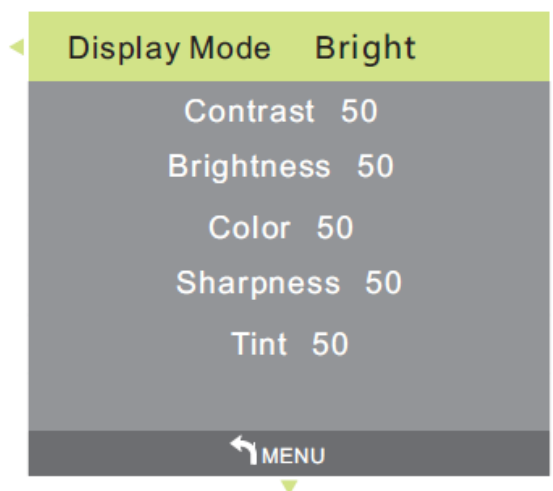 Display Mode Bright
Contrast 50
Brightness 50
Color 50
Sharpness 50
Tint 50
MENU